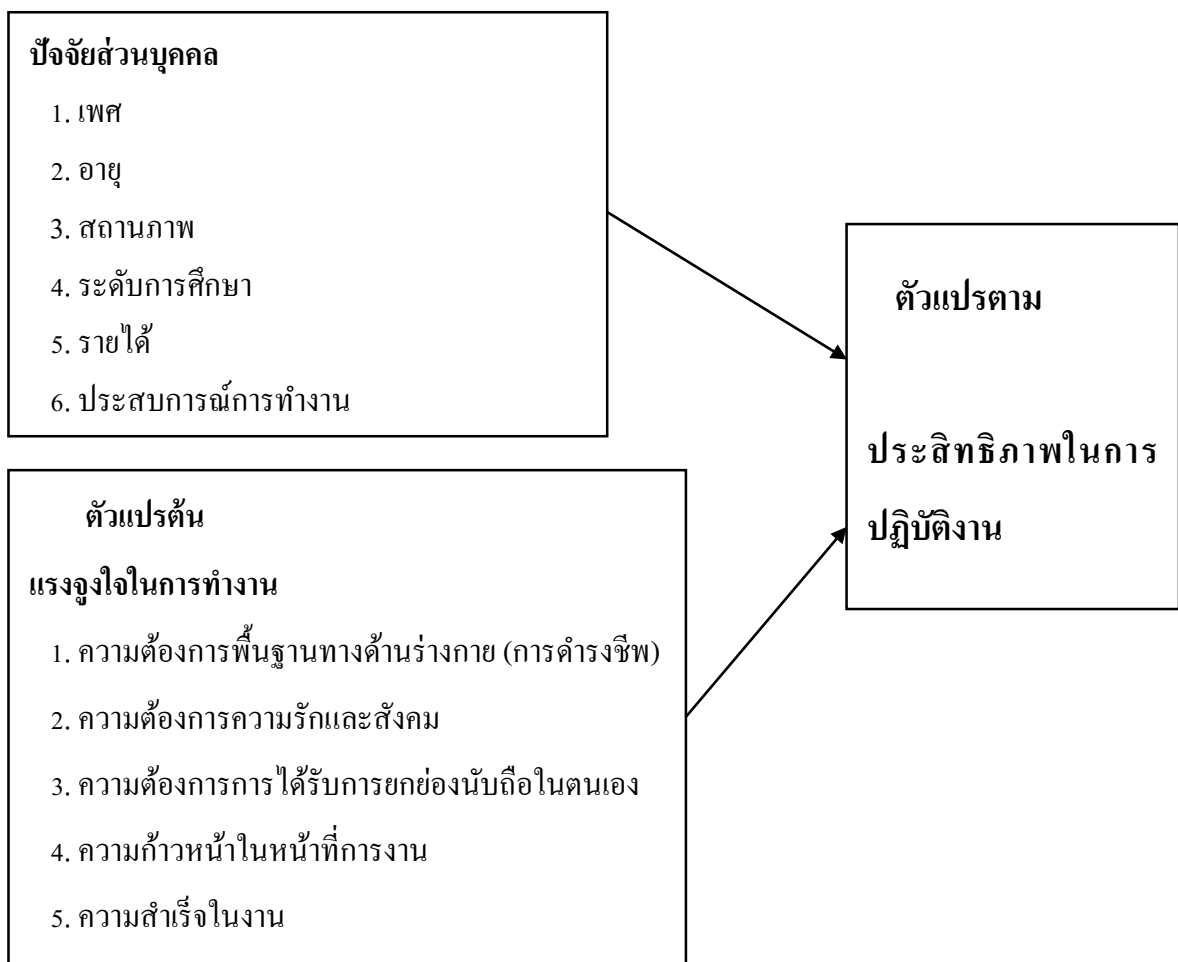 ปัจจัยส่วนบุคคล
1. เพศ
2. อายุ
3. สถานภาพ
4. ระดับการศึกษา
5. รายได้
6. ประสบการณ์การทำงาน
ตัวแปรต้น
แรงจูงใจในการทำงาน
1. ความต้องการพื้นฐานทางด้านร่างกาย (การดำรงชีพ)
2. ความต้องการความรักและสังคม
3. ความต้องการการได้รับการยกย่องนับถือในตนเอง
4. ความก้าวหน้าในหน้าที่การงาน
5. ความสำเร็จในงาน
ตัวแปรตาม
ประสิทธิภาพในการ
ปฏิบัติงาน